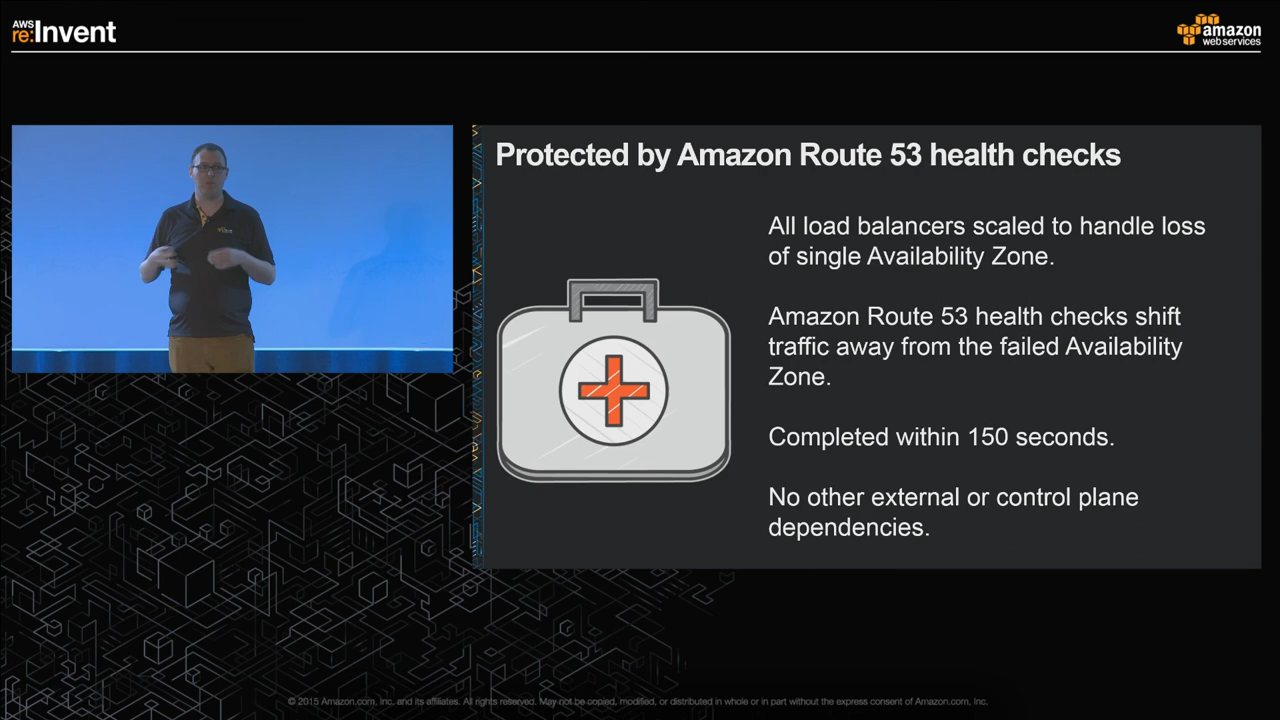 AWS
re:Invent
amazon
web services
Protected by Amazon Route 53 health checks
All load balancers scaled to handle loss
of single Availability Zone.
Amazon Route 53 health checks shift
traffic away from the failed Availability
Zone.
Completed within 150 seconds.
No other external or control plane
dependencies.
© 2015 Amazon.com, Inc. and its affiliates. All rights reserved. May not be copied, modified, or distributed in whole or in part without the express consent of Amazon.com, Inc.